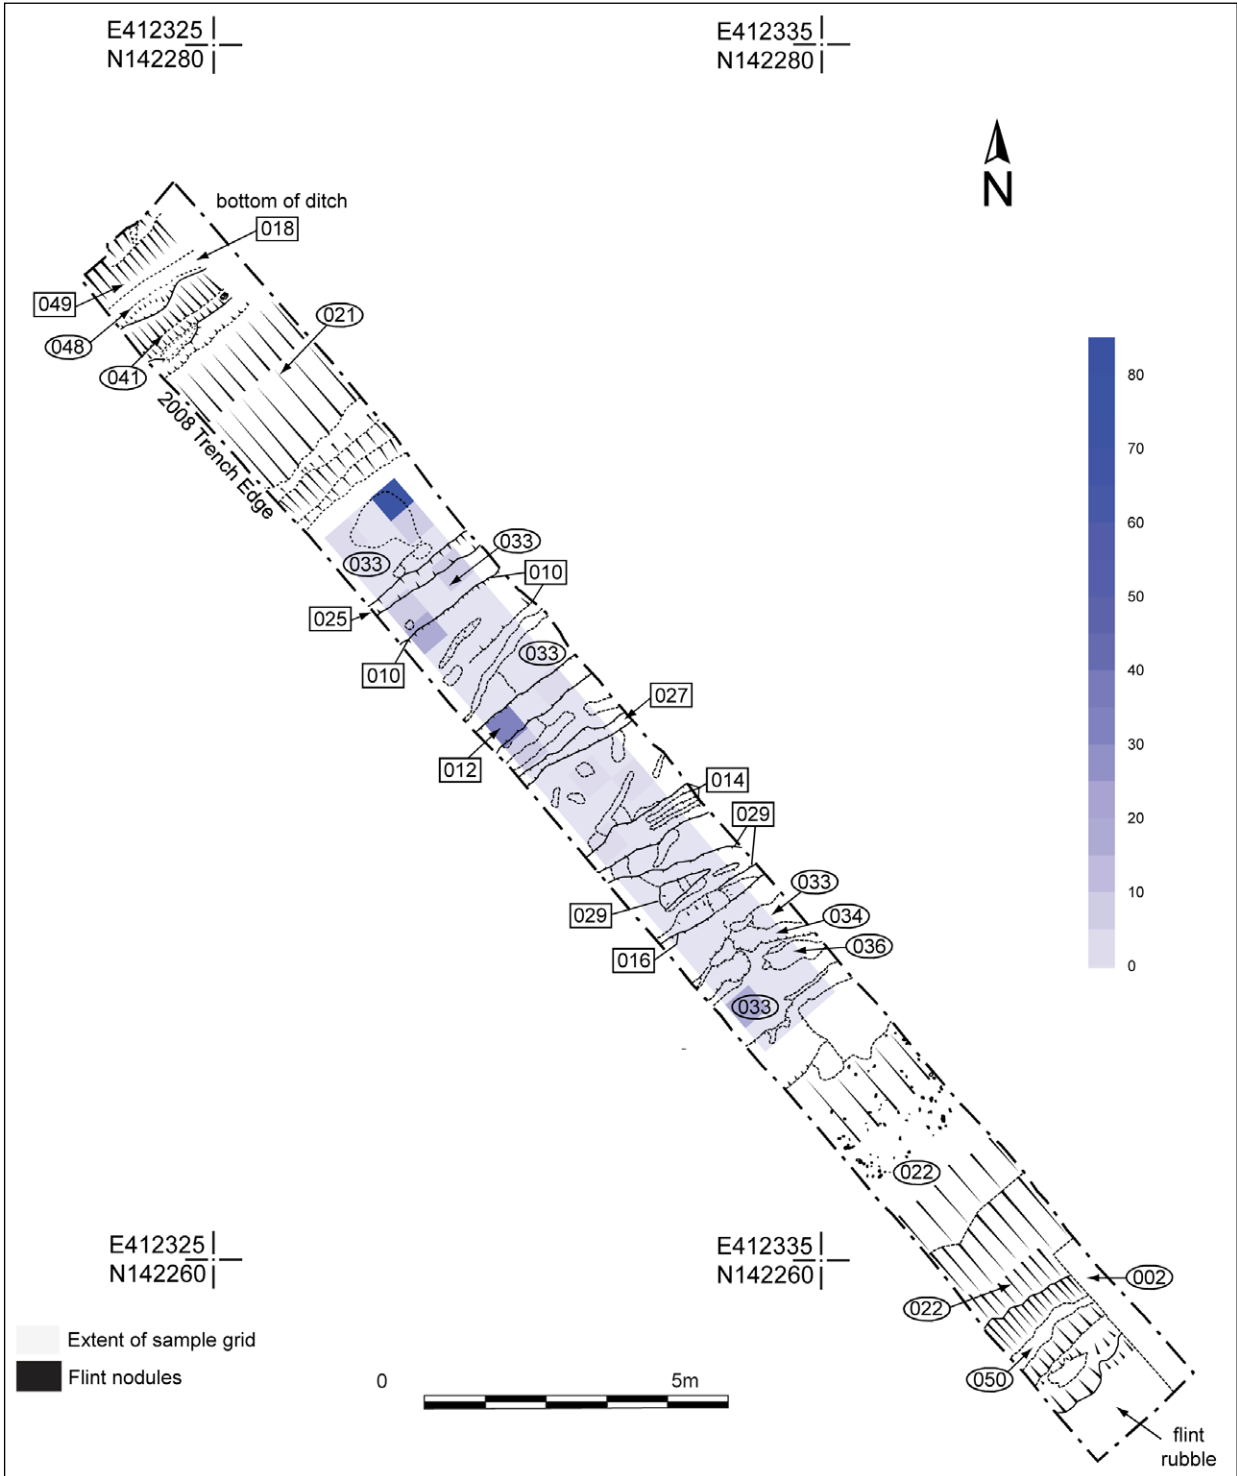 E412325
N142280
E412335
N142280
N
bottom of ditch
018
049
048
041
021
2008 Trench Edge
033
033
010
025
010
033
027
012
014
029
033
034
029
036
016
033
022
80
70
60
50
40
30
20
10
0
E412325
N142260
E412335
N142260
002
022
050
Extent of sample grid
Flint nodules
0
5m
flint
rubble